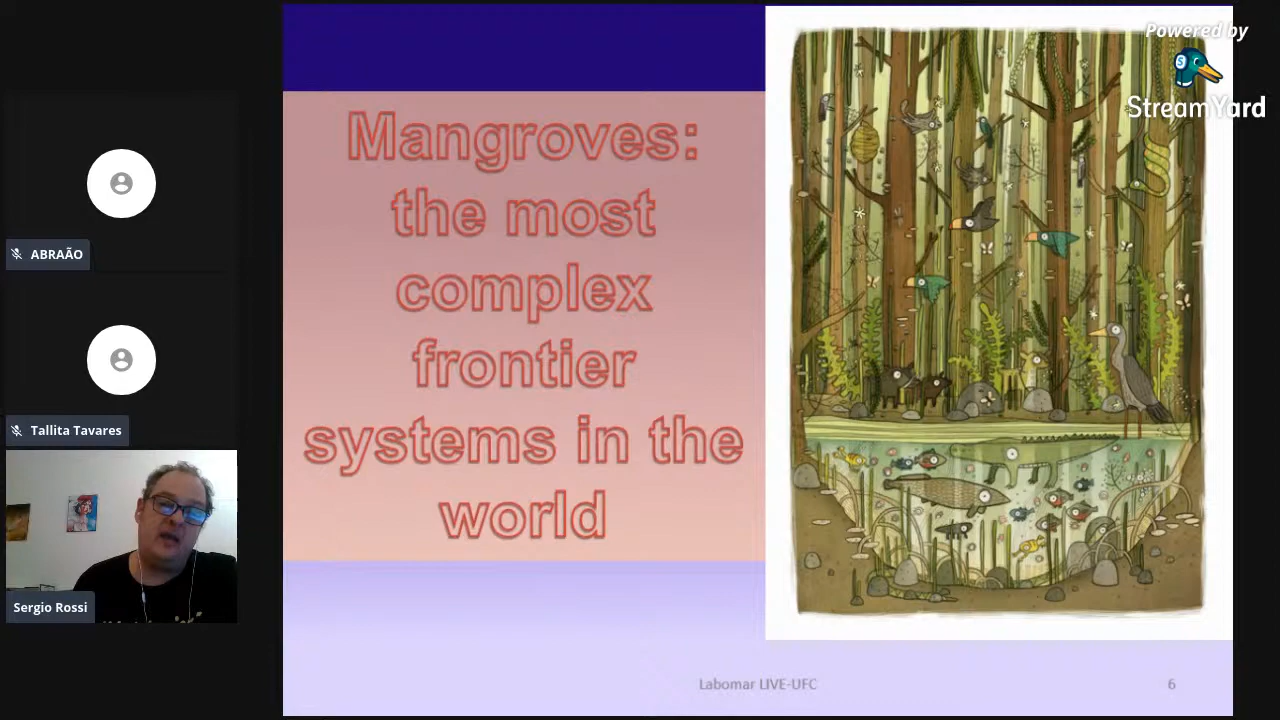 Powered by
StreamYard
Mangroves:
the most
complex
frontier
systems in the
world
ABRAÃO
Tallita Tavares
Sergio Rossi
Labomar LIVE-UFC
6